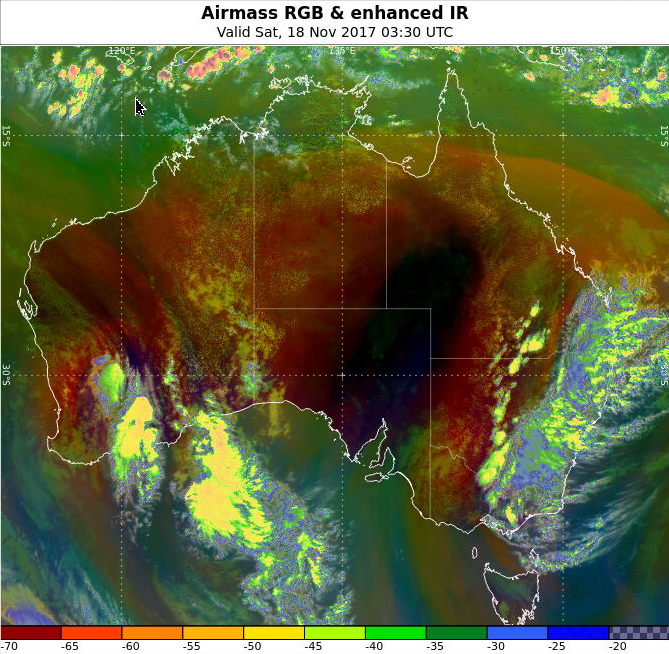 Airmass RGB & enhanced IR
Valid Sat, 18 Nov 2017 03:30 UTC
120°E 135°E 150°E
15°S 15°S
30°S 30°S
-70 -65 -60 -55 -50 -45 -40 -35 -30 -25 -20